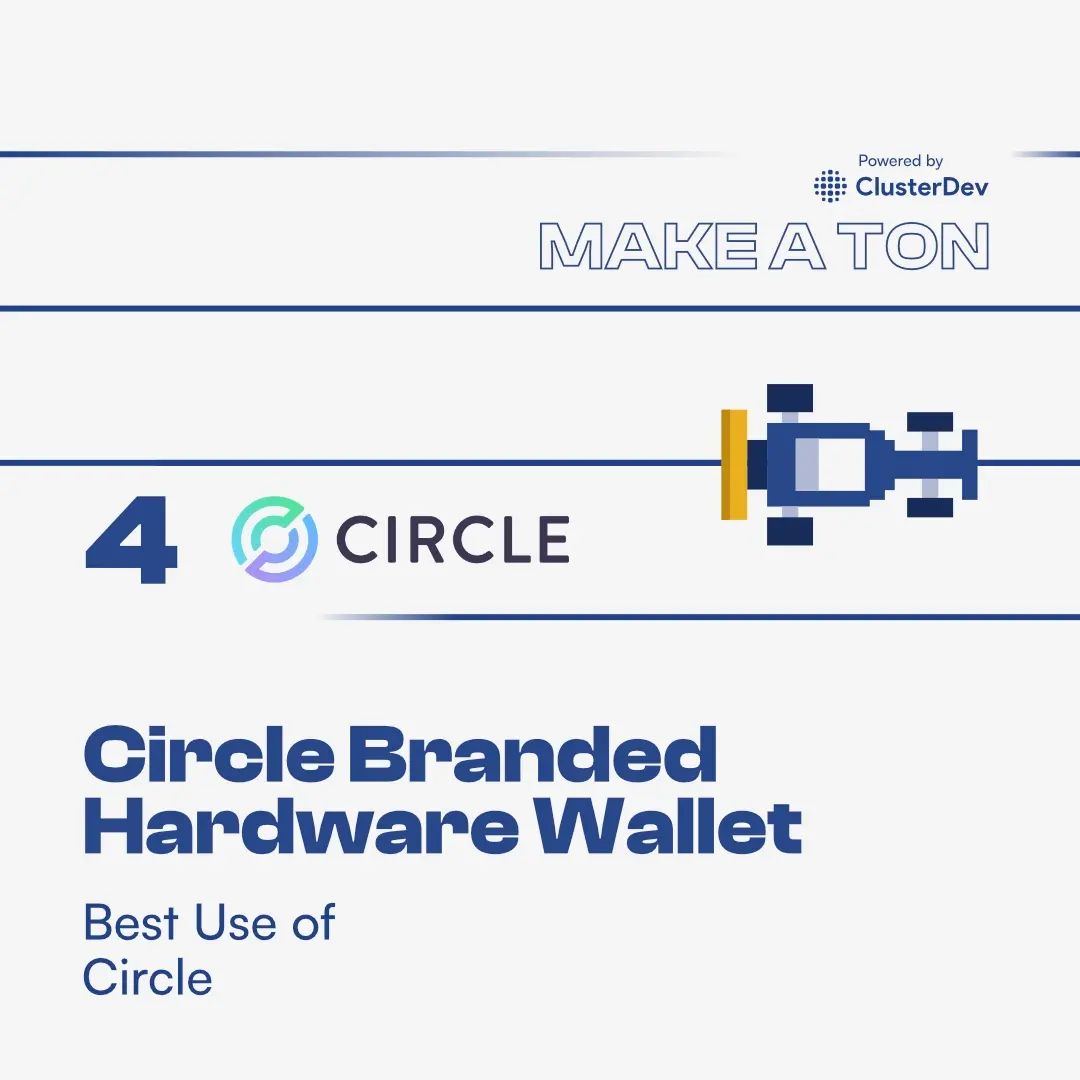 Powered by
ClusterDev
MAKE A TON
4
CIRCLE
Circle Branded
Hardware Wallet
Best Use of
Circle